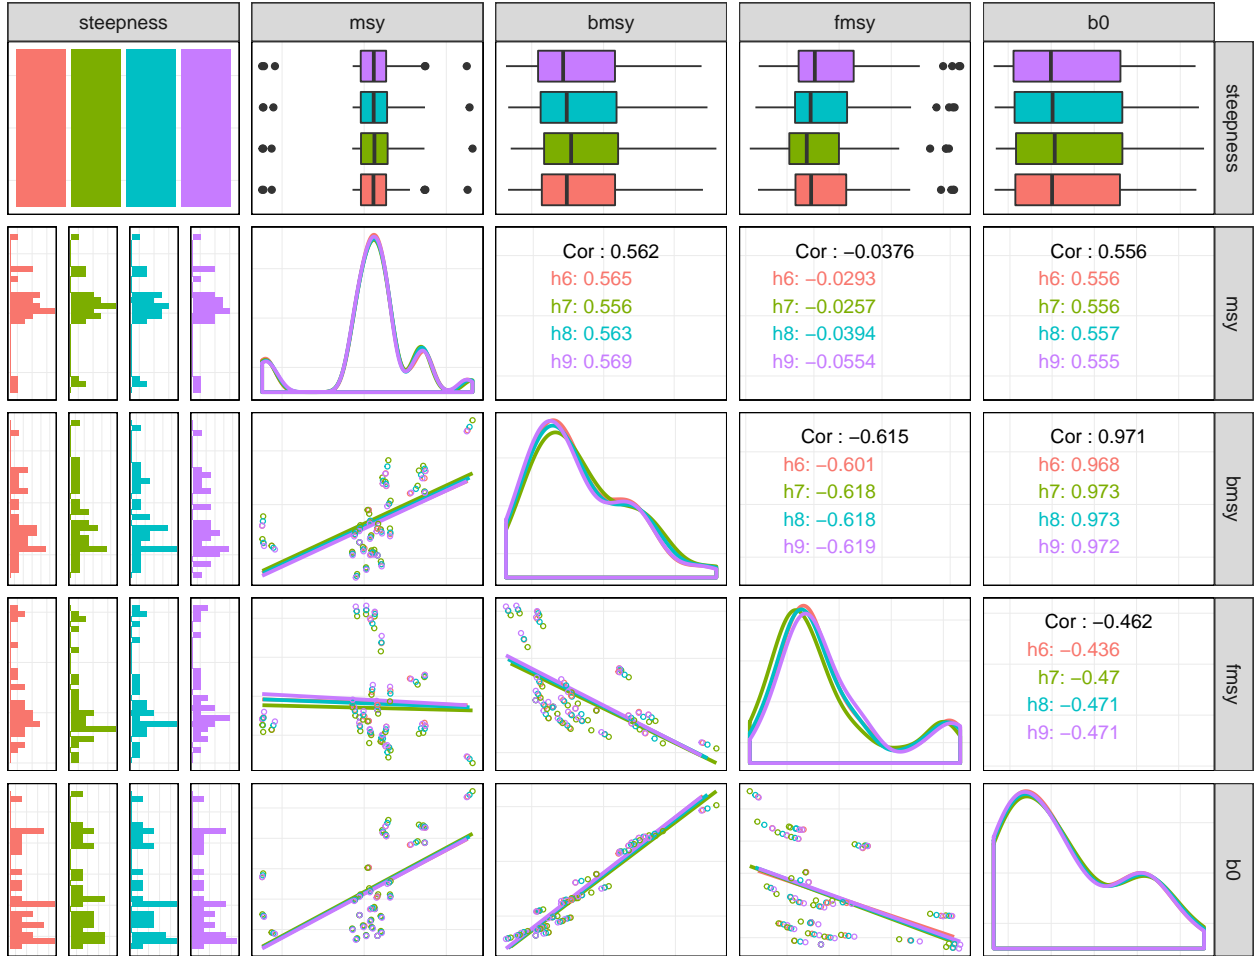 steepness
msy
bmsy
fmsy
b0
steepness
Cor : 0.562
h6: 0.565
h7: 0.556
h8: 0.563
h9: 0.569
Cor : −0.0376
h6: −0.0293
h7: −0.0257
h8: −0.0394
h9: −0.0554
Cor : 0.556
h6: 0.556
h7: 0.556
h8: 0.557
h9: 0.555
msy
Cor : −0.615
h6: −0.601
h7: −0.618
h8: −0.618
h9: −0.619
Cor : 0.971
h6: 0.968
h7: 0.973
h8: 0.973
h9: 0.972
bmsy
Cor : −0.462
h6: −0.436
h7: −0.47
h8: −0.471
h9: −0.471
fmsy
b0